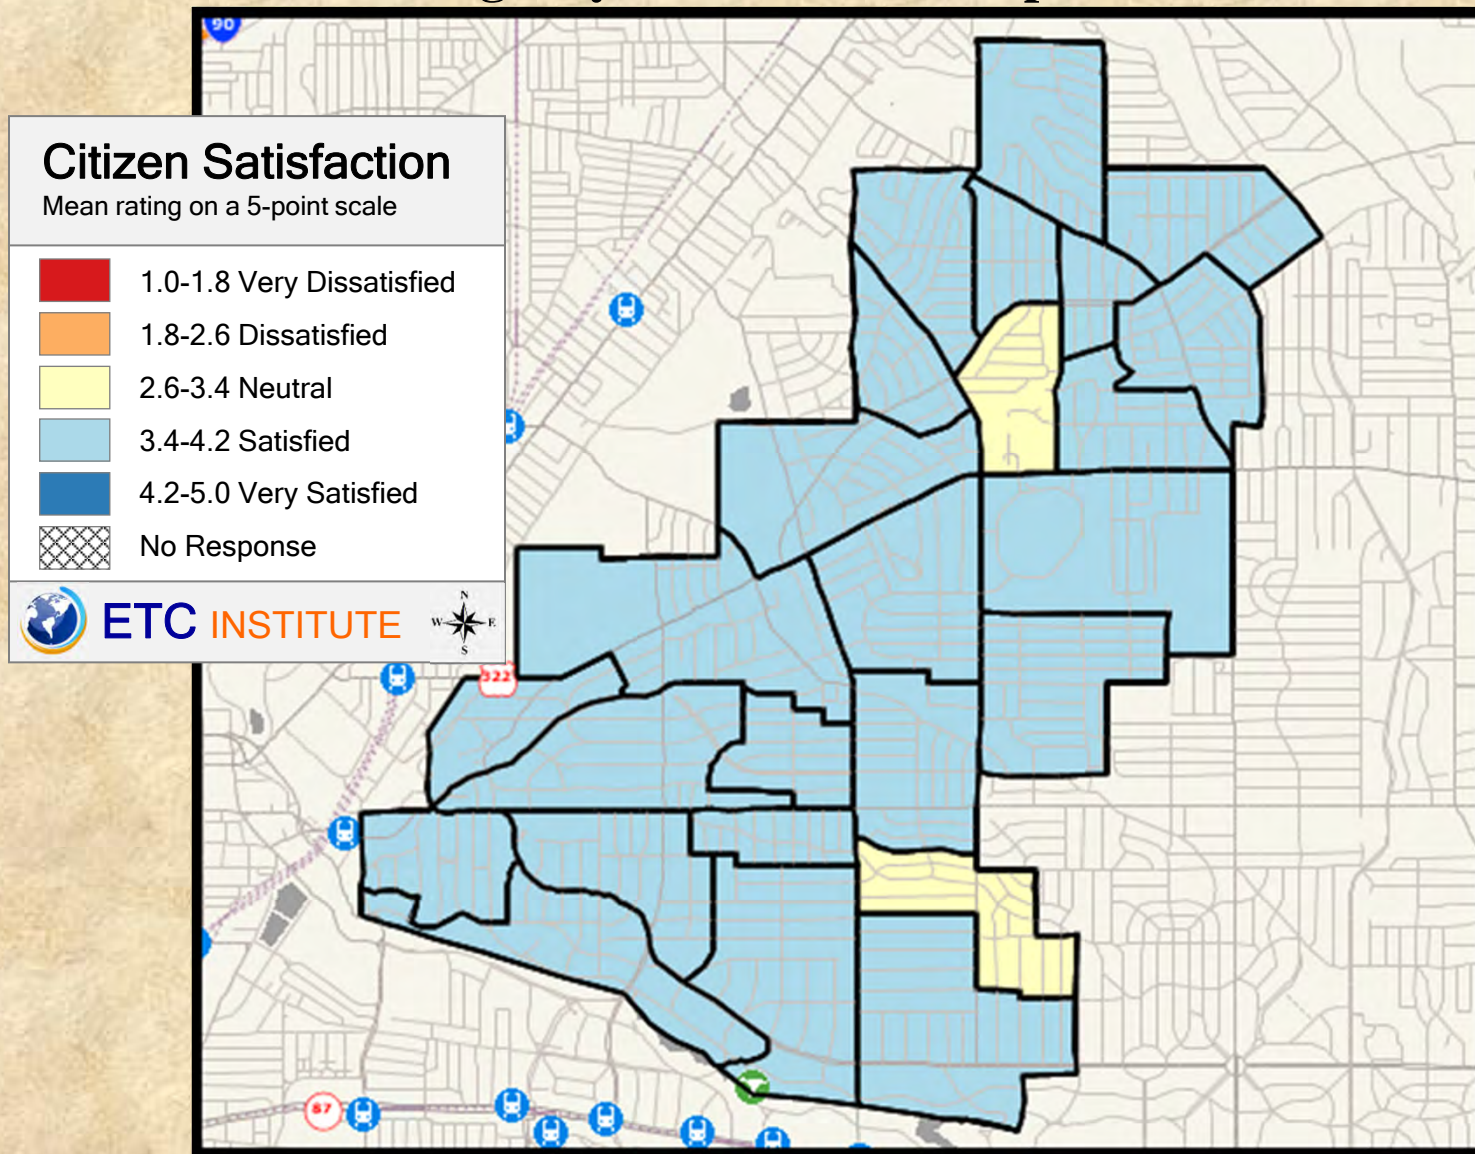 90
Citizen Satisfaction
Mean rating on a 5-point scale
1.0-1.8 Very Dissatisfied
1.8-2.6 Dissatisfied
2.6-3.4 Neutral
3.4-4.2 Satisfied
4.2-5.0 Very Satisfied
No Response
ETC INSTITUTE
N
W E
S
322
87